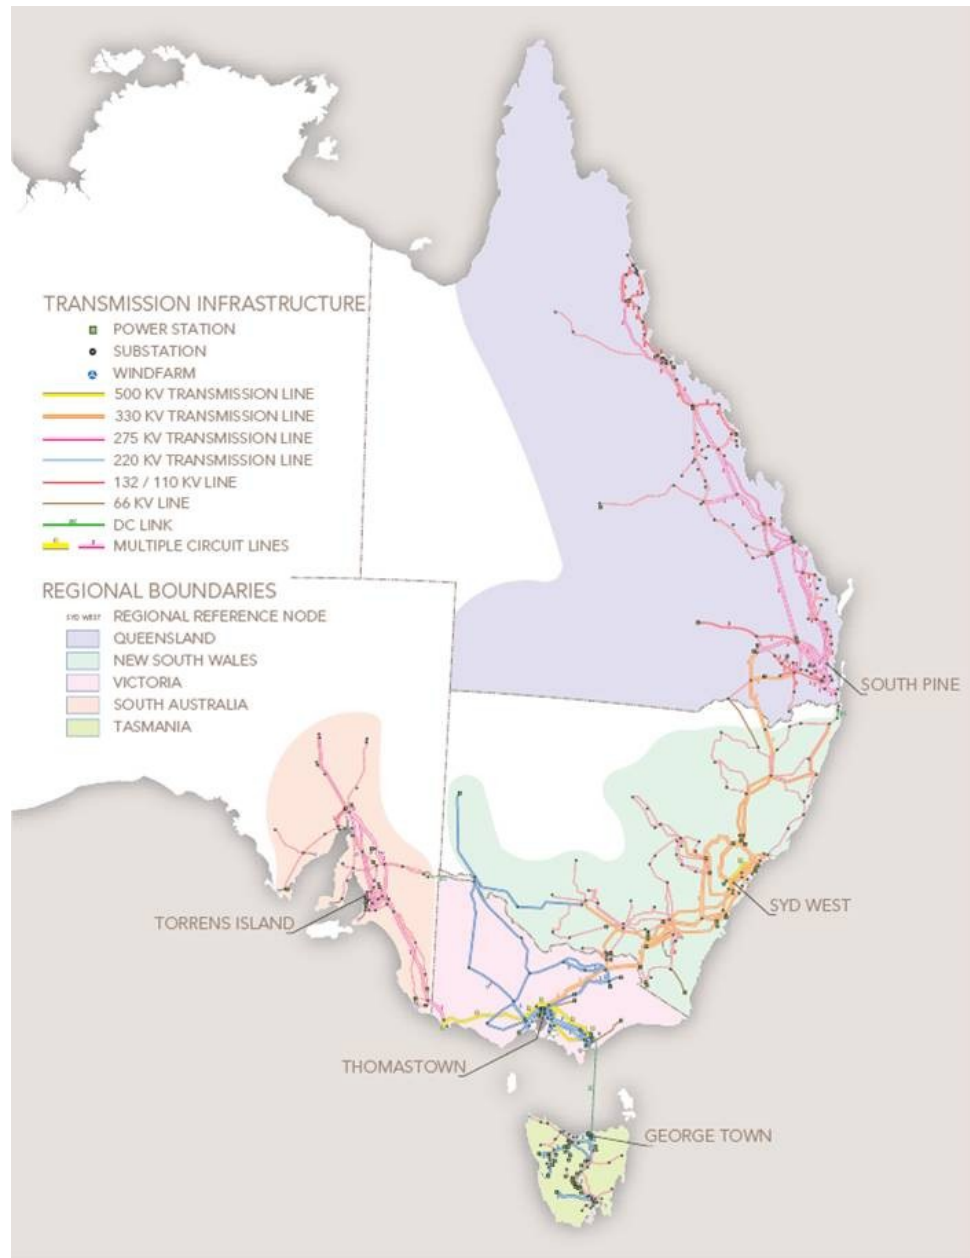 TRANSMISSION INFRASTRUCTURE
POWER STATION
SUBSTATION
WINDFARM
500 KV TRANSMISSION LINE
330 KV TRANSMISSION LINE
275 KV TRANSMISSION LINE
220 KV TRANSMISSION LINE
132 / 110 KV LINE
66 KV LINE
DC LINK
MULTIPLE CIRCUIT LINES
REGIONAL BOUNDARIES
SYD WEST REGIONAL REFERENCE NODE
QUEENSLAND
NEW SOUTH WALES
VICTORIA
SOUTH AUSTRALIA
TASMANIA
SOUTH PINE
SYD WEST
TORRENS ISLAND
THOMASTOWN
GEORGE TOWN